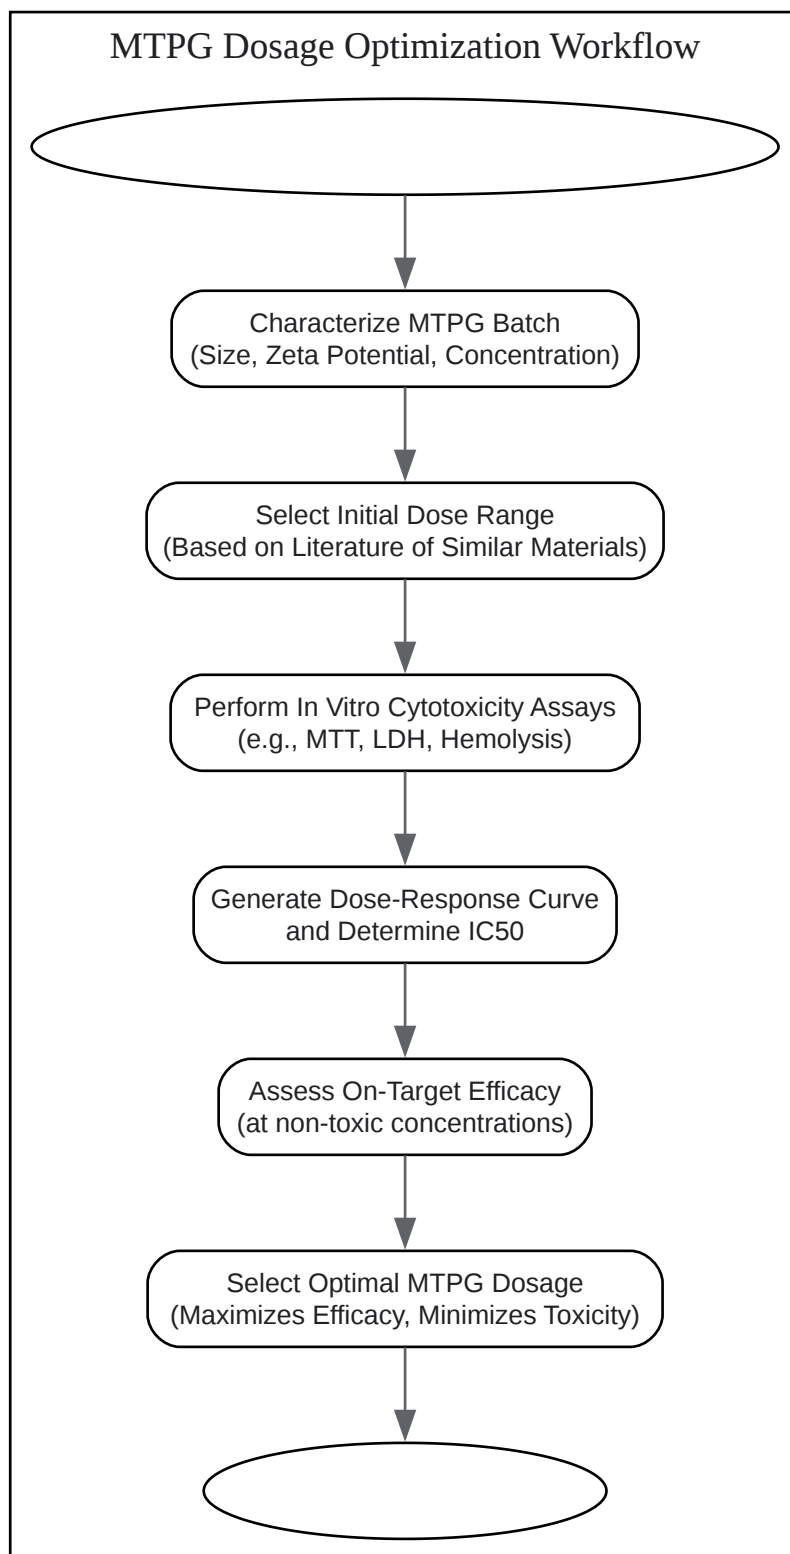 MTPG Dosage Optimization Workflow
Characterize MTPG Batch
(Size, Zeta Potential, Concentration)
Select Initial Dose Range
(Based on Literature of Similar Materials)
Perform In Vitro Cytotoxicity Assays
(e.g., MTT, LDH, Hemolysis)
Generate Dose-Response Curve
and Determine IC50
Assess On-Target Efficacy
(at non-toxic concentrations)
Select Optimal MTPG Dosage
(Maximizes Efficacy, Minimizes Toxicity)